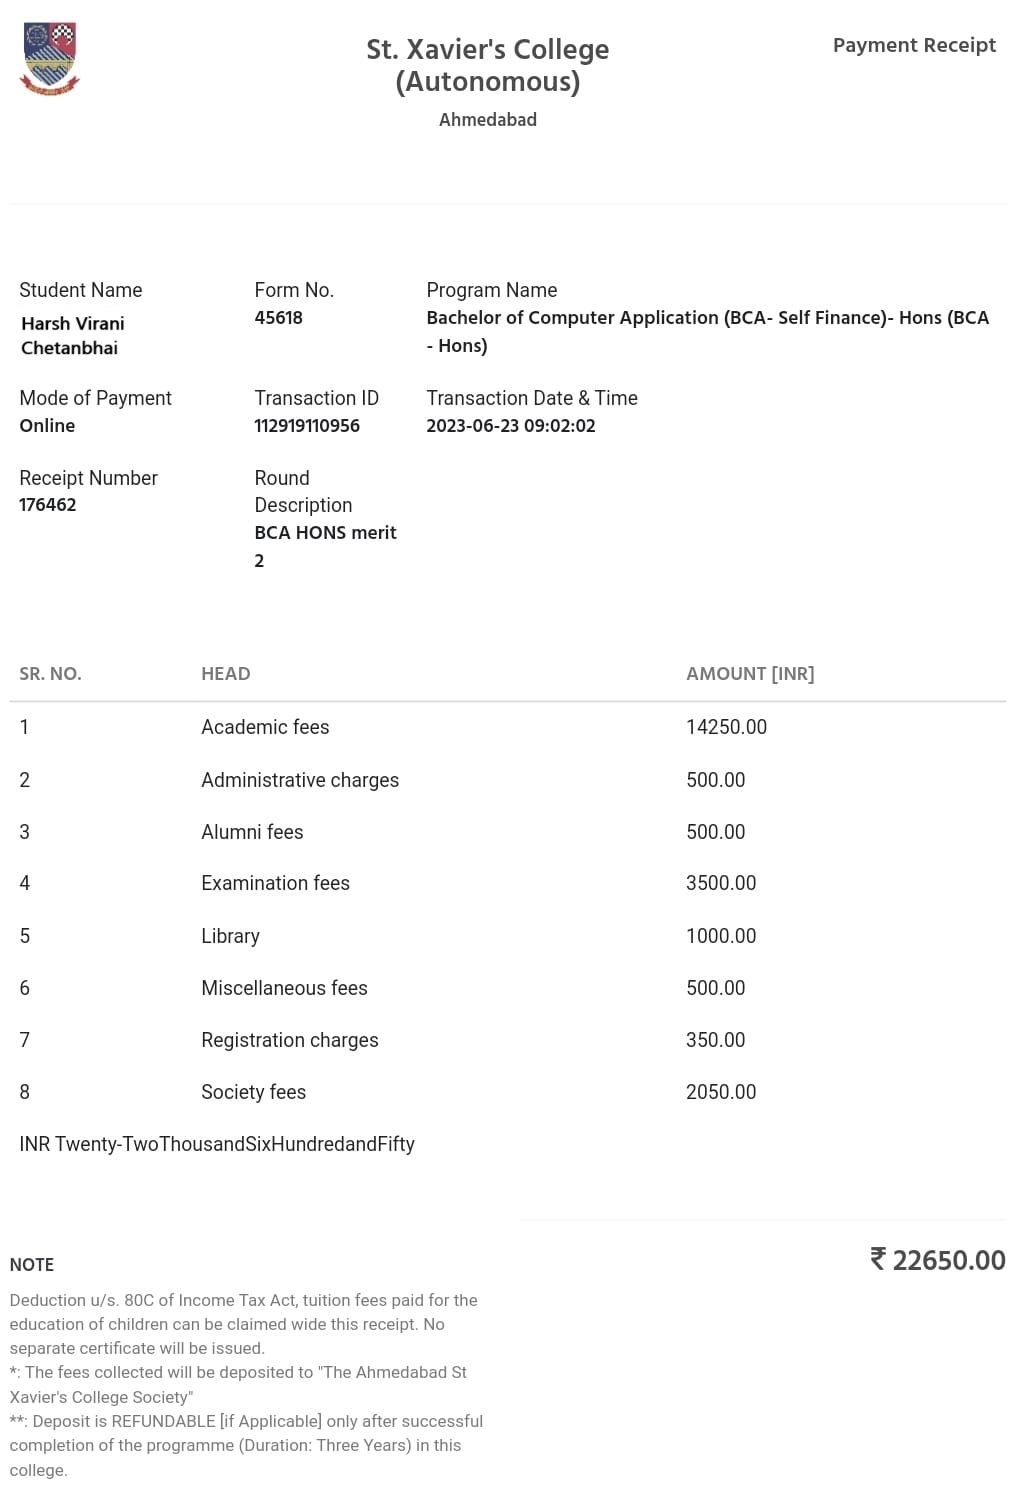 St. Xavier's College
(Autonomous)
Ahmedabad
Payment Receipt
Student Name
Harsh Virani
Chetanbhai
Form No.
45618
Program Name
Bachelor of Computer Application (BCA- Self Finance)- Hons (BCA
- Hons)
Mode of Payment
Online
Transaction ID
112919110956
Transaction Date & Time
2023-06-23 09:02:02
Receipt Number
176462
Round
Description
BCA HONS merit
2
SR. NO. HEAD AMOUNT [INR]
1 Academic fees 14250.00
2 Administrative charges 500.00
3 Alumni fees 500.00
4 Examination fees 3500.00
5 Library 1000.00
6 Miscellaneous fees 500.00
7 Registration charges 350.00
8 Society fees 2050.00
INR Twenty-TwoThousandSixHundredandFifty
₹ 22650.00
NOTE
Deduction u/s. 80C of Income Tax Act, tuition fees paid for the
education of children can be claimed wide this receipt. No
separate certificate will be issued.
*: The fees collected will be deposited to "The Ahmedabad St
Xavier's College Society"
**: Deposit is REFUNDABLE [if Applicable] only after successful
completion of the programme (Duration: Three Years) in this
college.